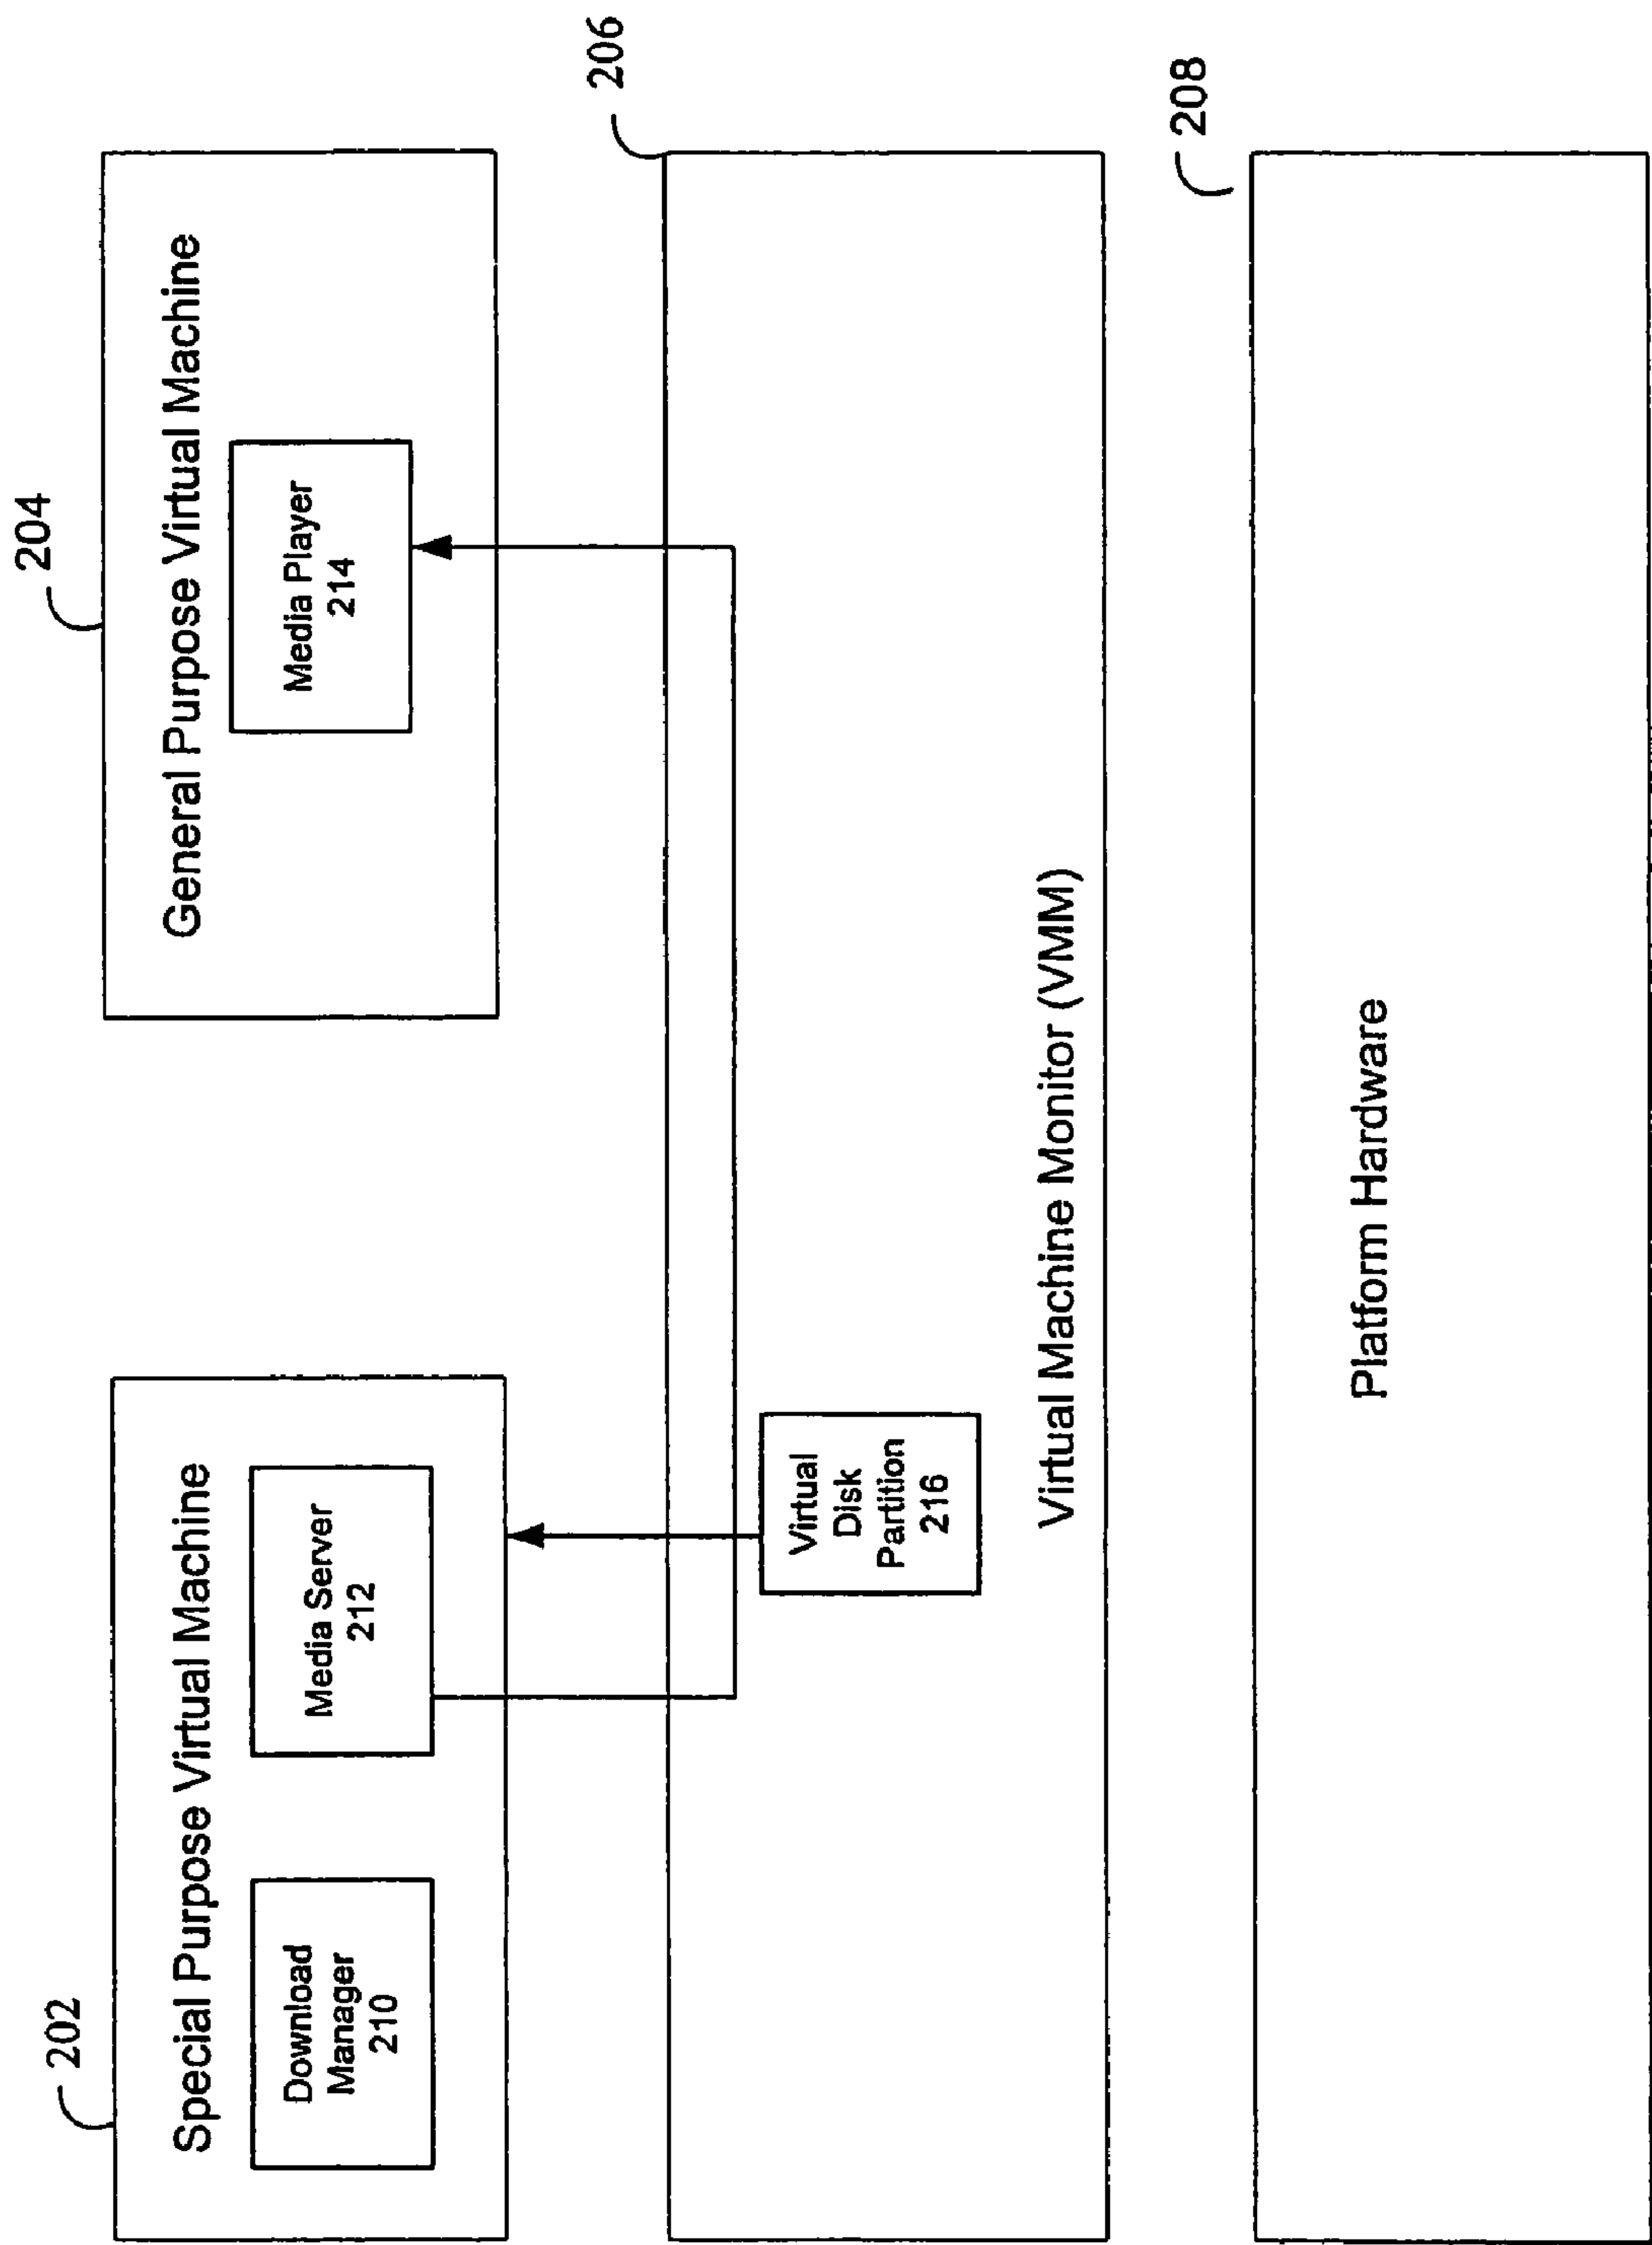 202
Special Purpose Virtual Machine
Download
Manager
210
Media Server
212
204
General Purpose Virtual Machine
Media Player
214
206
Virtual
Disk
Partition
216
Virtual Machine Monitor (VMM)
208
Platform Hardware